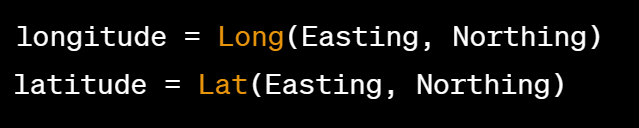 longitude = Long(Easting, Northing)
latitude = Lat(Easting, Northing)